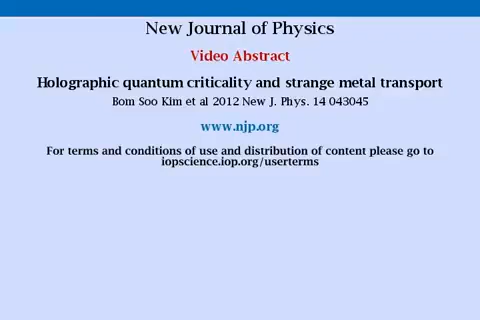 New Journal of Physics
Video Abstract
Holographic quantum criticality and strange metal transport
Bom Soo Kim et al 2012 New J. Phys. 14 043045
www.njp.org
For terms and conditions of use and distribution of content please go to
iopscience.iop.org/userterms